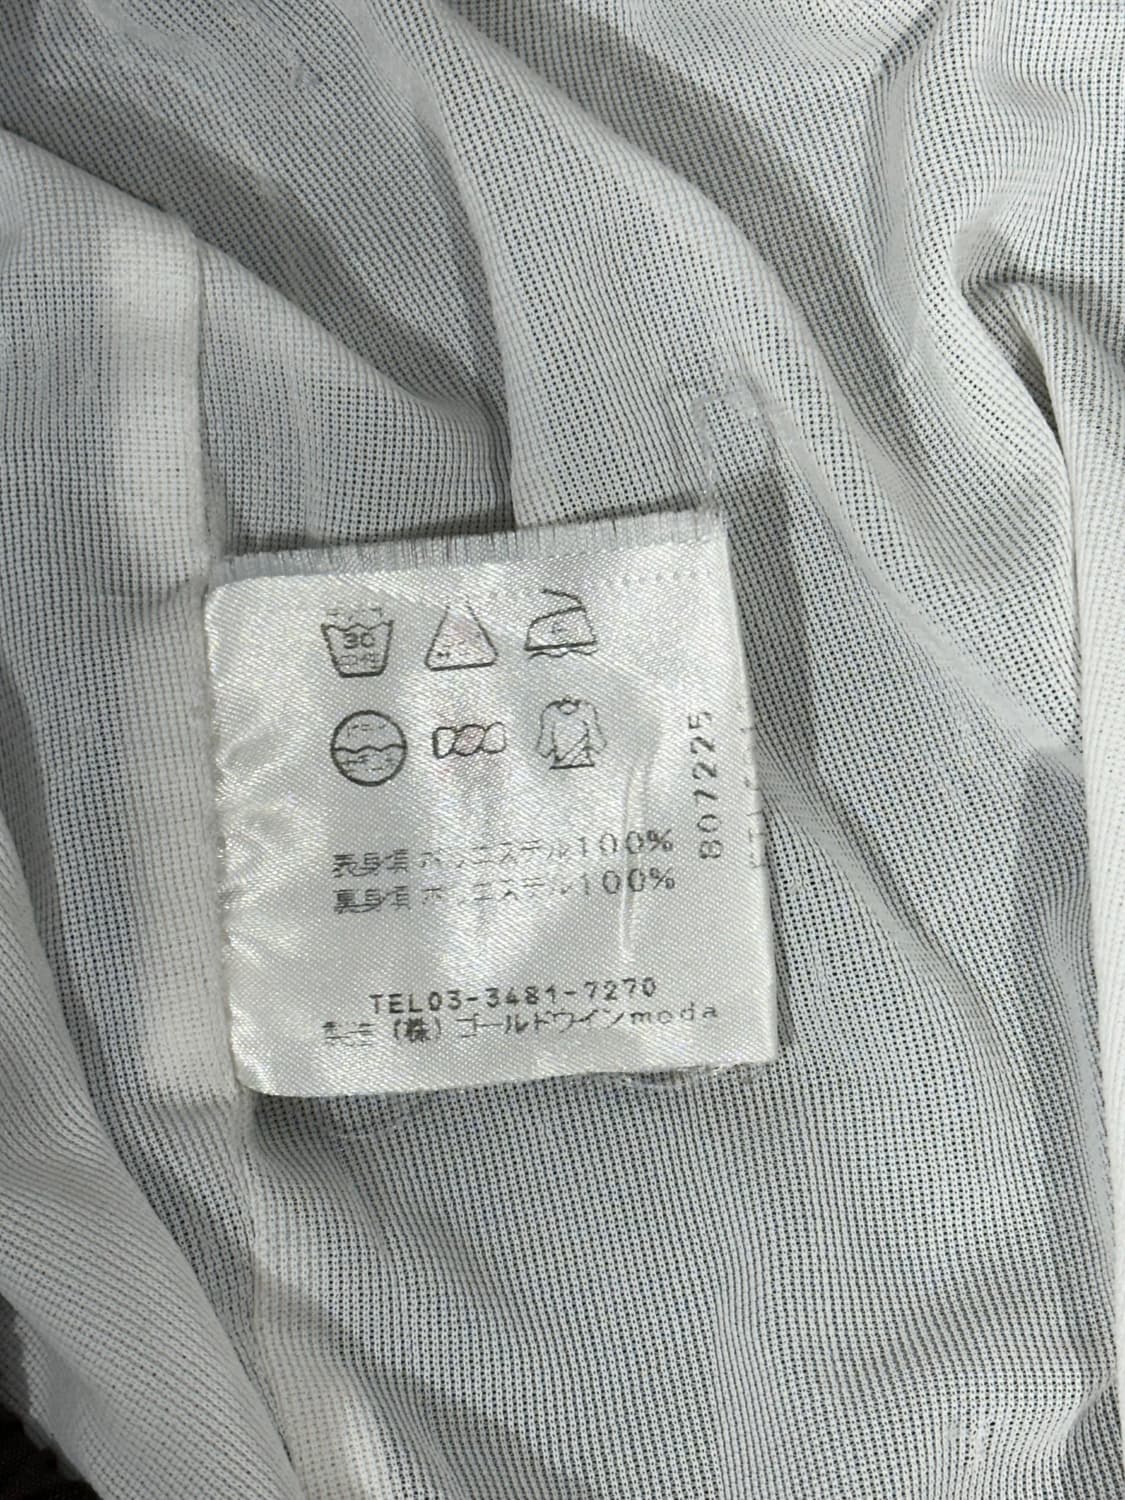 30
表身頃 ポリエステル100%
裏身頃 ポリエステル100%
TEL03-3481-7270
(株)ゴールドウインmoda
807225